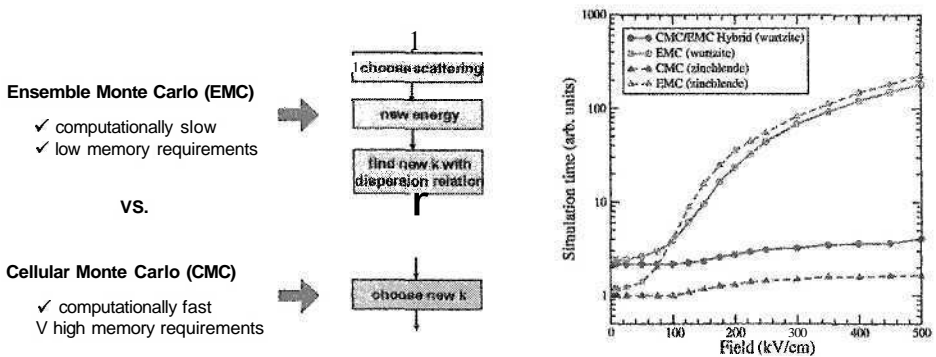 Ensemble Monte Carlo (EMC)
✓ computationally slow
✓ low memory requirements
VS.
Cellular Monte Carlo (CMC)
✓ computationally fast
V high memory requirements
1
choose scattering
new energy
find new k with
dispersion relation
choose new k
Simulation time (arb. units)
1000
100
10
1
CMC/EMC Hybrid (wurtzite)
EMC (wurtzite)
CMC (zincblende)
EMC (zincblende)
0
100
200
300
400
500
Field (kV/cm)